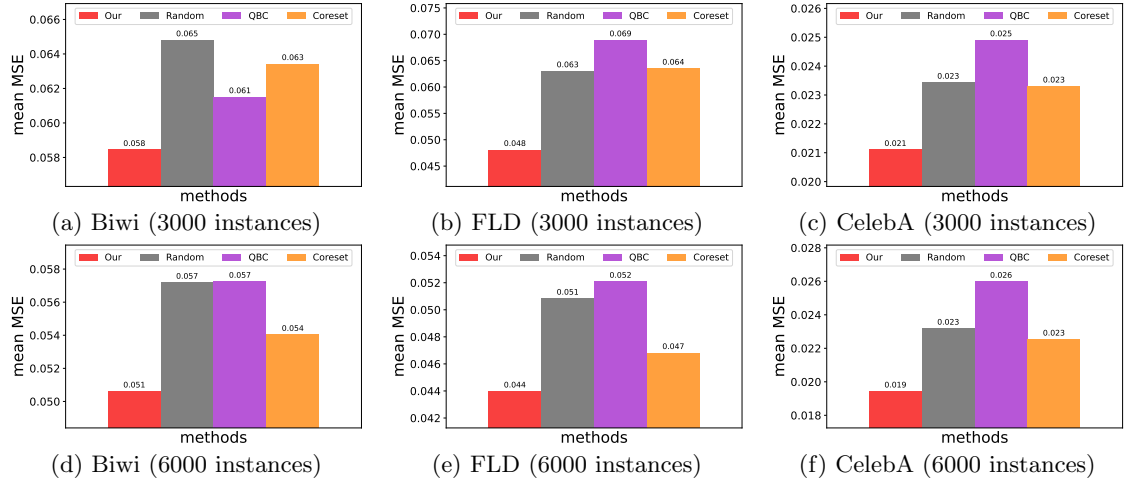 Our Random QBC Coreset
mean MSE
0.066
0.064
0.062
0.060
0.058
0.058
0.065
0.061
0.063
methods
(a) Biwi (3000 instances)
Our Random QBC Coreset
mean MSE
0.075
0.070
0.065
0.060
0.055
0.050
0.045
0.048
0.063
0.069
0.064
methods
(b) FLD (3000 instances)
Our Random QBC Coreset
mean MSE
0.026
0.025
0.024
0.023
0.022
0.021
0.020
0.021
0.023
0.025
0.023
methods
(c) CelebA (3000 instances)
Our Random QBC Coreset
mean MSE
0.058
0.056
0.054
0.052
0.050
0.051
0.057
0.057
0.054
methods
(d) Biwi (6000 instances)
Our Random QBC Coreset
mean MSE
0.054
0.052
0.050
0.048
0.046
0.044
0.042
0.044
0.051
0.052
0.047
methods
(e) FLD (6000 instances)
Our Random QBC Coreset
mean MSE
0.028
0.026
0.024
0.022
0.020
0.018
0.019
0.023
0.026
0.023
methods
(f) CelebA (6000 instances)